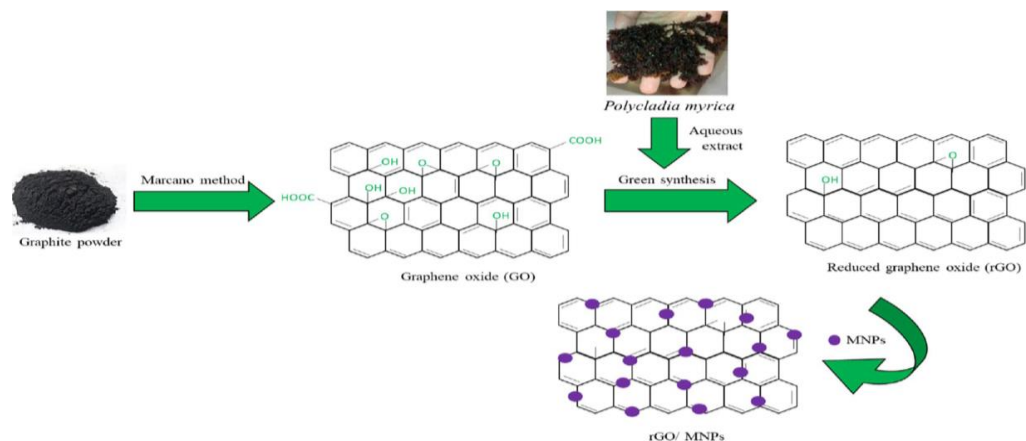 Polycladia myrica
Aqueous
extract
COOH
OH
O
O
Marcano method
Green synthesis
O
HOOC
OH
OH
OH
O
OH
Graphite powder
Graphene oxide (GO)
Reduced graphene oxide (rGO)
MNPs
rGO/ MNPs